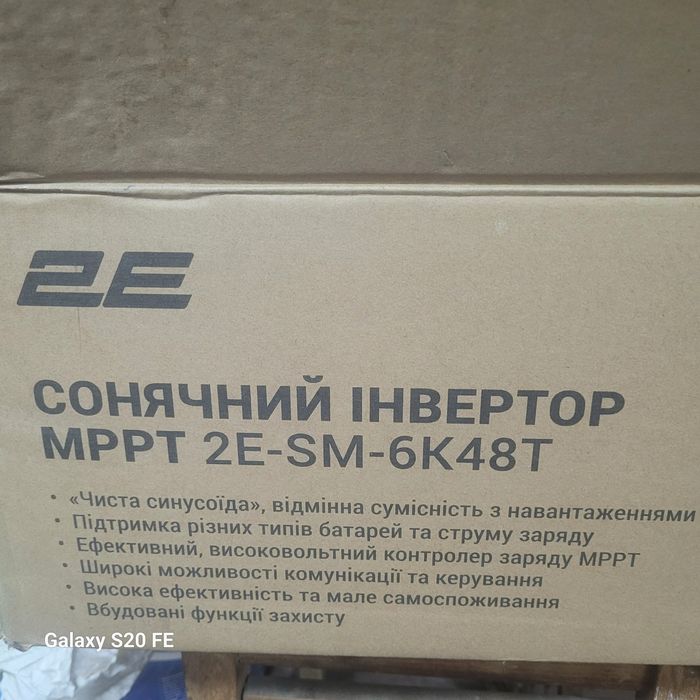 2E
СОНЯЧНИЙ ІНВЕРТОР
MPPT 2E-SM-6K48T
• «Чиста синусоїда», відмінна сумісність з навантаженнями
• Підтримка різних типів батарей та струму заряду
• Ефективний, високовольтний контролер заряду MPPT
• Широкі можливості комунікації та керування
• Висока ефективність та мале самоспоживання
• Вбудовані функції захисту
Galaxy S20 FE